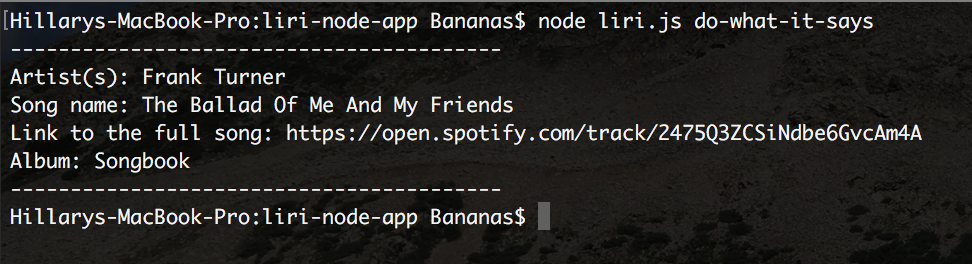 Hillarys-MacBook-Pro:liri-node-app Bananas$ node liri.js do-what-it-says
-----------------------------------------
Artist(s): Frank Turner
Song name: The Ballad Of Me And My Friends
Link to the full song: https://open.spotify.com/track/2475Q3ZCSiNdbe6GvcAm4A
Album: Songbook
-----------------------------------------
Hillarys-MacBook-Pro:liri-node-app Bananas$